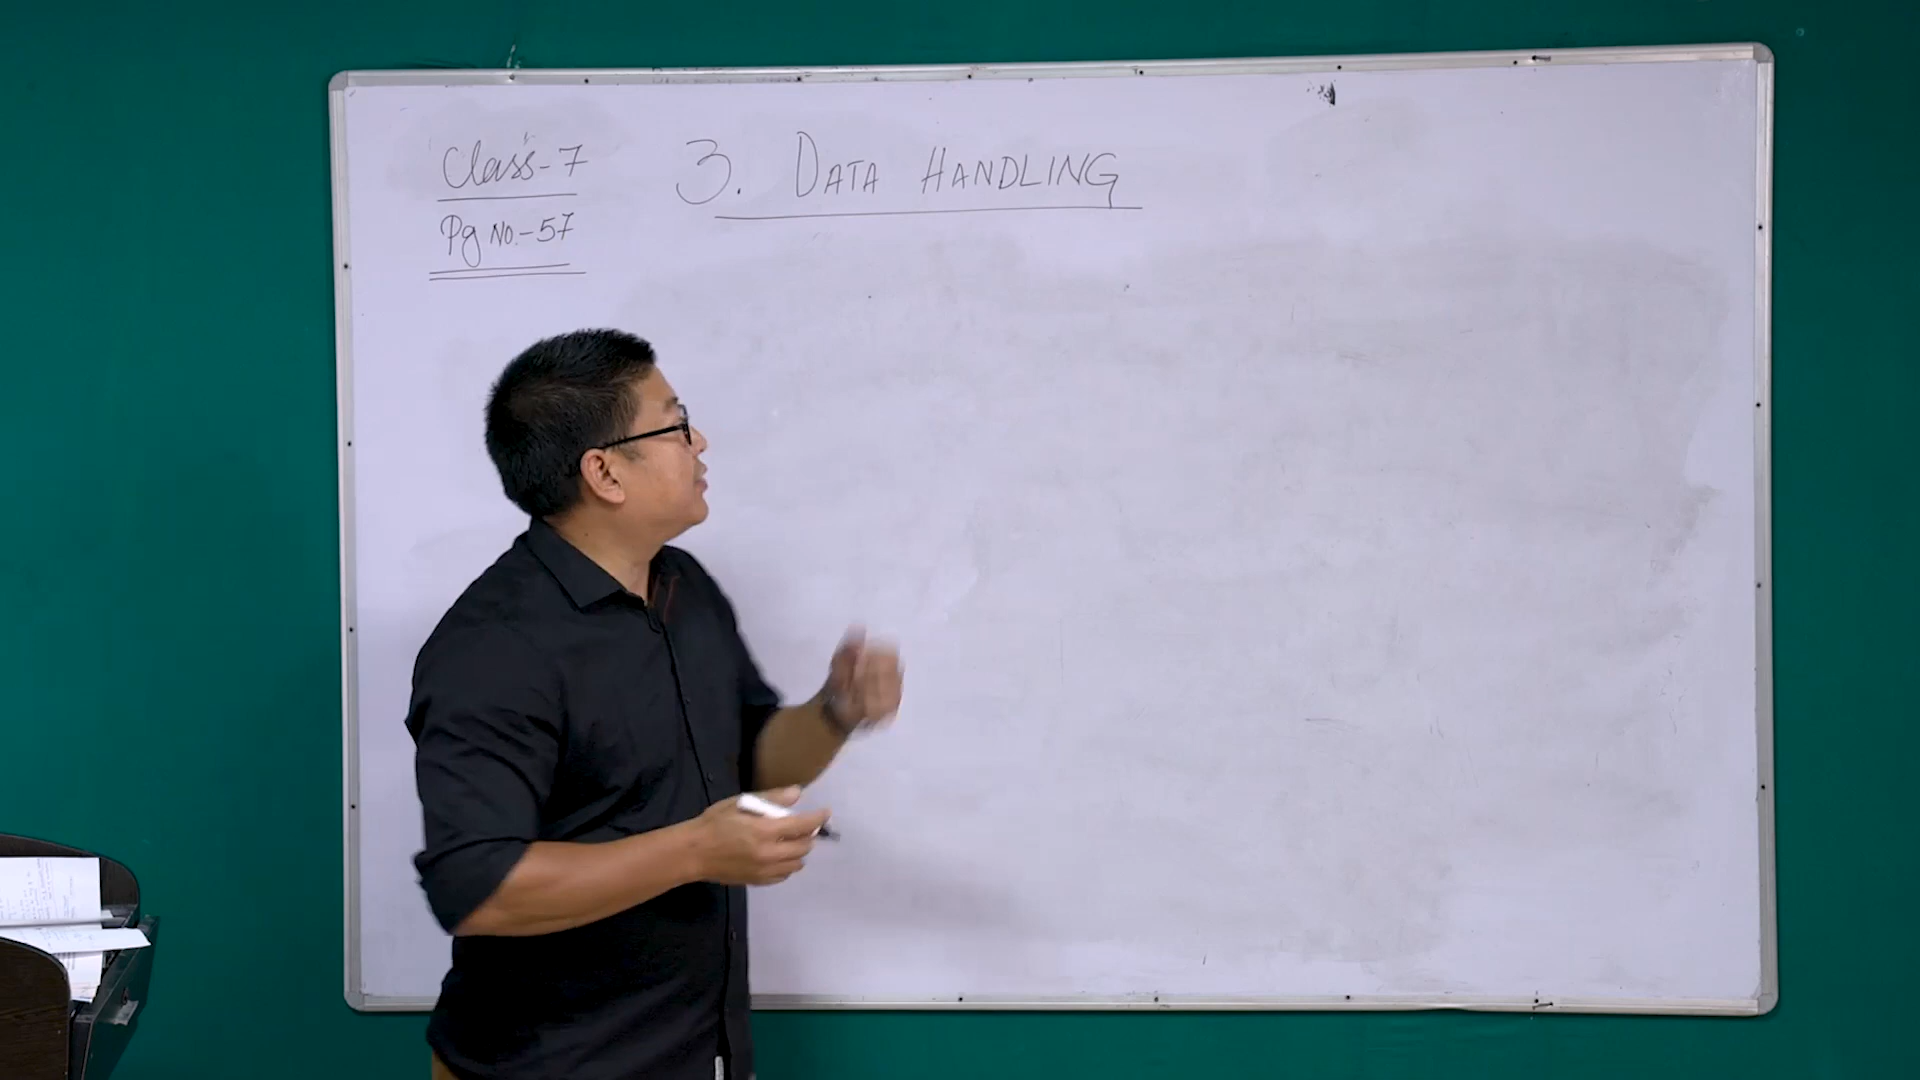 Class-7
Pg No.-57
3. DATA HANDLING